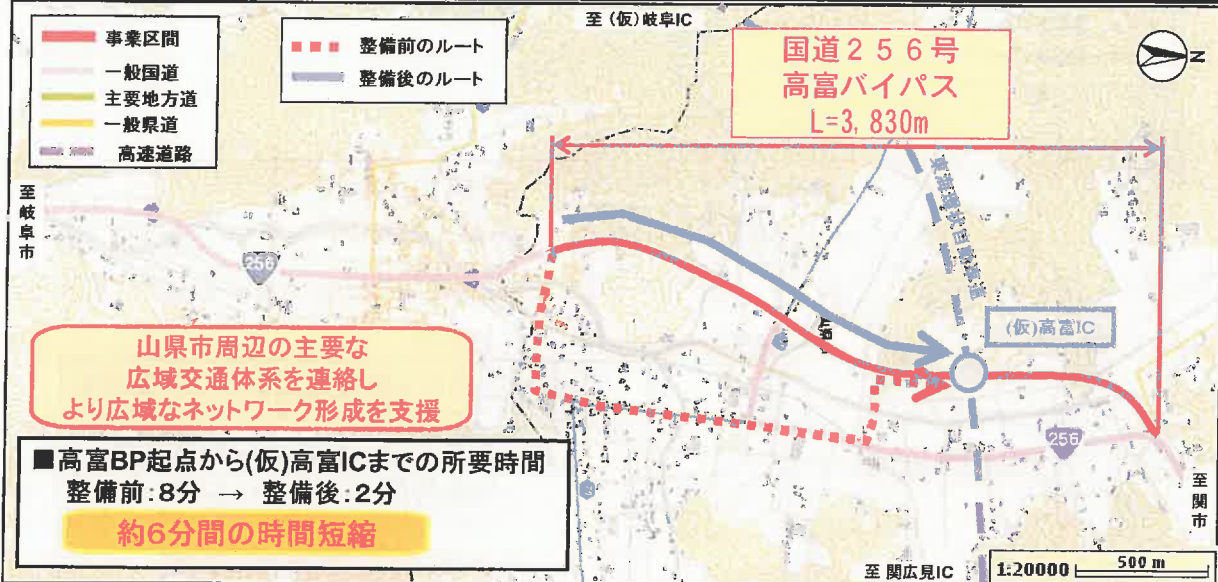 事業区間
一般国道
主要地方道
一般県道
高速道路
整備前のルート
整備後のルート
至(仮)岐阜IC
国道256号
高富バイパス
L=3,830m
N
至岐阜市
256
東海環状自動車道
(仮)高富IC
山県市周辺の主要な
広域交通体系を連絡し
より広域なネットワーク形成を支援
256
■高富BP起点から(仮)高富ICまでの所要時間
整備前:8分 → 整備後:2分
約6分間の時間短縮
至関市
至 関広見IC
1:20000
500 m